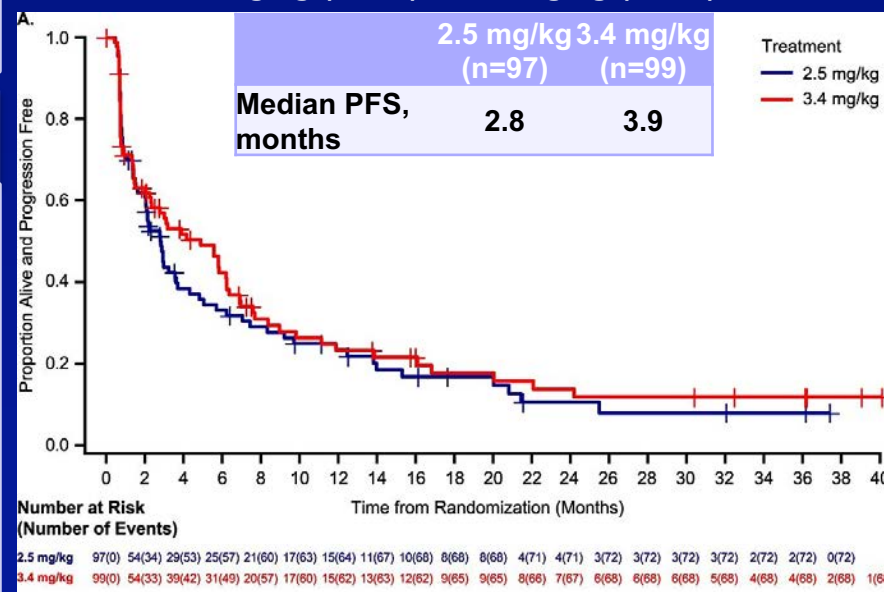 A.
2.5 mg/kg 3.4 mg/kg
(n=97) (n=99)
Median PFS, months 2.8 3.9
Treatment
2.5 mg/kg
3.4 mg/kg
Proportion Alive and Progression Free
1.0
0.8
0.6
0.4
0.2
0.0
0 2 4 6 8 10 12 14 16 18 20 22 24 26 28 30 32 34 36 38 40
Time from Randomization (Months)
Number at Risk
(Number of Events)
2.5 mg/kg 97(0) 54(34) 29(53) 25(57) 21(60) 17(63) 15(64) 11(67) 10(68) 8(68) 8(68) 4(71) 4(71) 3(72) 3(72) 3(72) 3(72) 2(72) 2(72) 0(72)
3.4 mg/kg 99(0) 54(33) 39(42) 31(49) 20(57) 17(60) 15(62) 13(63) 12(62) 9(65) 9(65) 8(66) 7(67) 6(68) 6(68) 6(68) 5(68) 4(68) 4(68) 2(68)